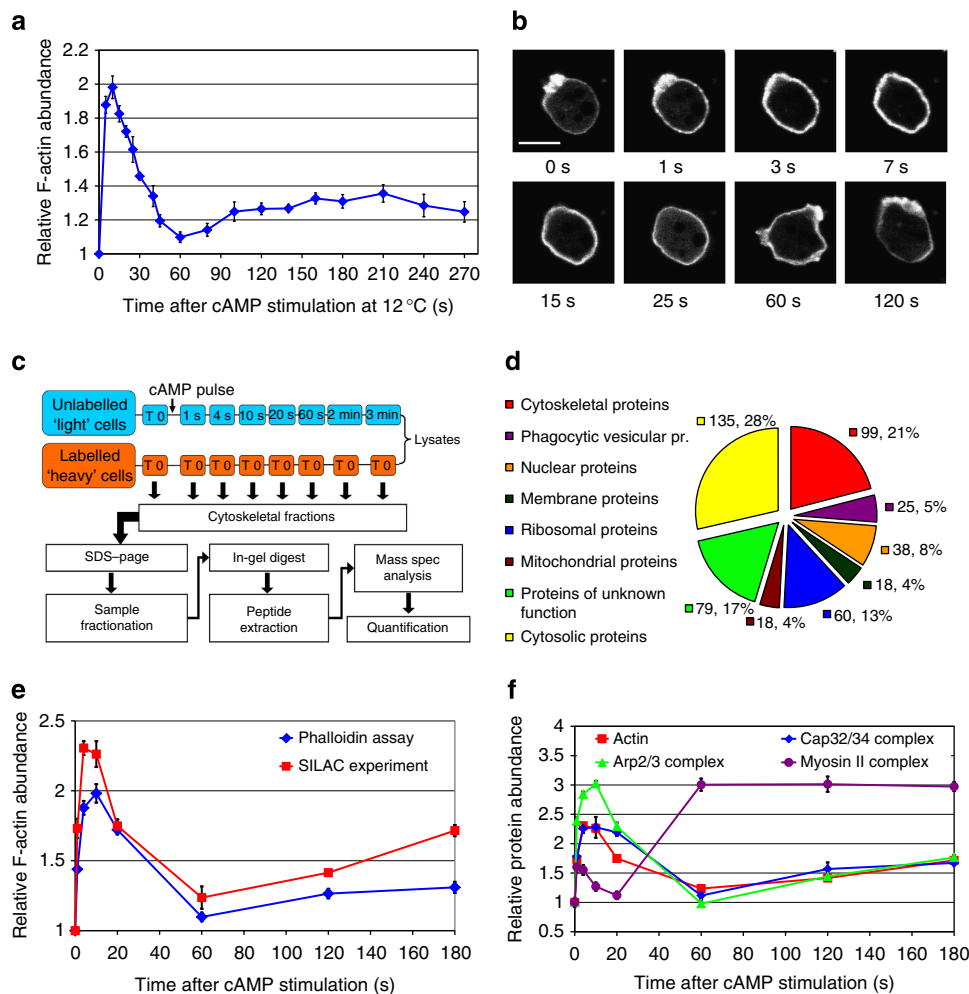 a
Relative F-actin abundance
2.2
2
1.8
1.6
1.4
1.2
1
0 30 60 90 120 150 180 210 240 270
Time after cAMP stimulation at 12 °C (s)
b
0 s 1 s 3 s 7 s
15 s 25 s 60 s 120 s
c
cAMP pulse
Unlabelled 'light' cells
T 0 1 s 4 s 10 s 20 s 60 s 2 min 3 min
Lysates
Labelled 'heavy' cells
T 0 T 0 T 0 T 0 T 0 T 0 T 0 T 0
Cytoskeletal fractions
SDS–page
In-gel digest
Mass spec analysis
Sample fractionation
Peptide extraction
Quantification
d
Cytoskeletal proteins
Phagocytic vesicular pr.
Nuclear proteins
Membrane proteins
Ribosomal proteins
Mitochondrial proteins
Proteins of unknown function
Cytosolic proteins
135, 28%
99, 21%
25, 5%
38, 8%
18, 4%
60, 13%
18, 4%
79, 17%
e
Relative F-actin abundance
2.5
2
1.5
1
Phalloidin assay
SILAC experiment
0 20 40 60 80 100 120 140 160 180
Time after cAMP stimulation (s)
f
Relative protein abundance
4
3.5
3
2.5
2
1.5
1
0.5
Actin
Cap32/34 complex
Arp2/3 complex
Myosin II complex
0 20 40 60 80 100 120 140 160 180
Time after cAMP stimulation (s)